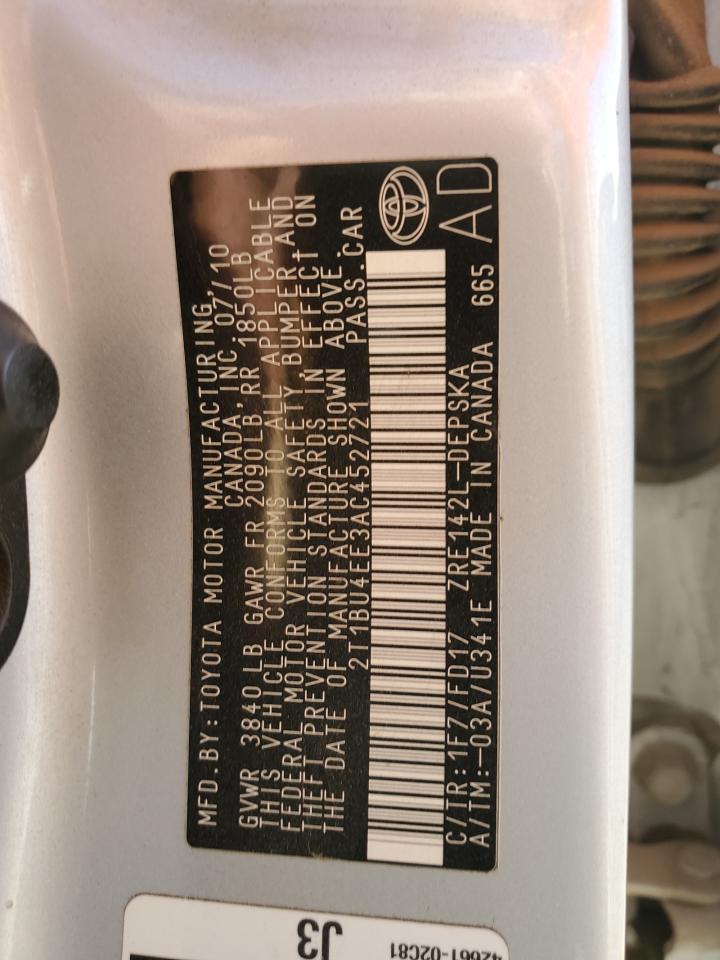 MFD.BY:TOYOTA MOTOR MANUFACTURING,
CANADA, INC. 07/10
GVWR 3840LB GAWR FR 2090LB, RR 1850LB
THIS VEHICLE CONFORMS TO ALL APPLICABLE
FEDERAL MOTOR VEHICLE SAFETY, BUMPER AND
THEFT PREVENTION STANDARDS IN EFFECT ON
THE DATE OF MANUFACTURE SHOWN ABOVE.
2T1BU4EE3AC452721 PASS.CAR
C/TR:1F7/FD17 ZRE142L-DEPSKA
A/TM:-03A/U341E MADE IN CANADA 665
AD
J3
42661-02C81